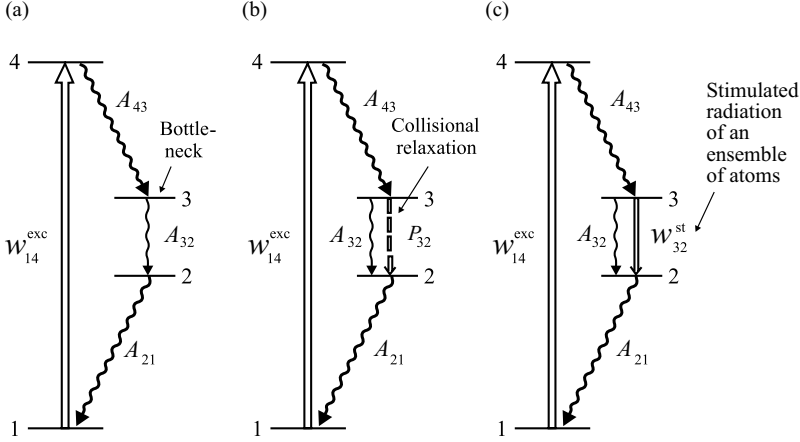 (a)
4
A43
Bottle-
neck
3
w14exc
A32
2
A21
1
(b)
4
A43
Collisional
relaxation
3
w14exc
A32 P32
2
A21
1
(c)
4
A43
Stimulated
radiation
of an
ensemble
of atoms
3
w14exc
A32 w32st
2
A21
1